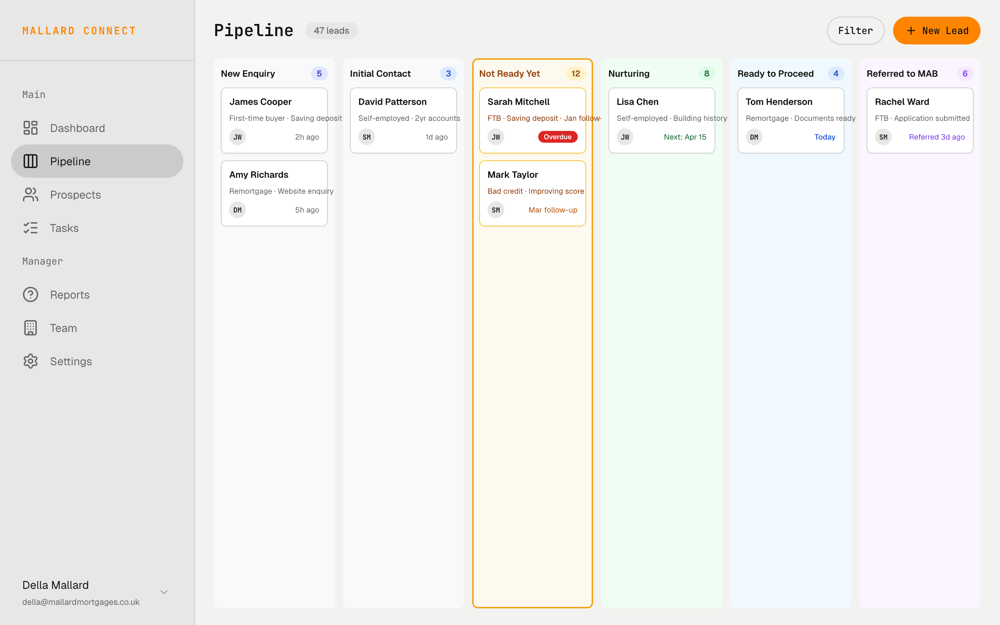 MALLARD CONNECT
Main
Dashboard
Pipeline
Prospects
Tasks
Manager
Reports
Team
Settings
Della Mallard
della@mallardmortgages.co.uk
Pipeline
47 leads
Filter
+ New Lead
New Enquiry 5
James Cooper
First-time buyer · Saving deposit
JW 2h ago
Amy Richards
Remortgage · Website enquiry
DM 5h ago
Initial Contact 3
David Patterson
Self-employed · 2yr accounts
SM 1d ago
Not Ready Yet 12
Sarah Mitchell
FTB · Saving deposit · Jan follow-
JW Overdue
Mark Taylor
Bad credit · Improving score
SM Mar follow-up
Nurturing 8
Lisa Chen
Self-employed · Building history
JW Next: Apr 15
Ready to Proceed 4
Tom Henderson
Remortgage · Documents ready
DM Today
Referred to MAB 6
Rachel Ward
FTB · Application submitted
SM Referred 3d ago